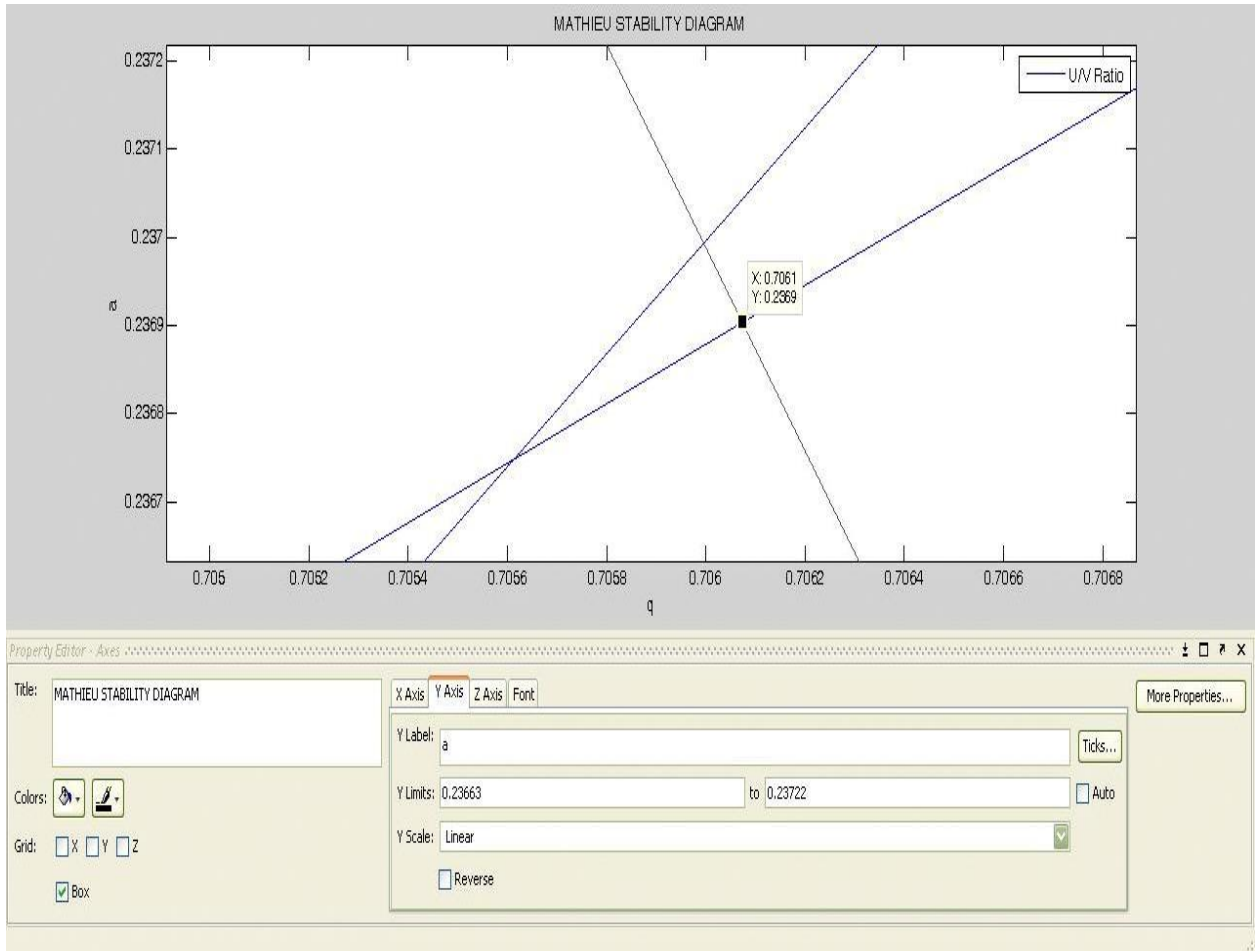 MATHIEU STABILITY DIAGRAM
U/V Ratio
0.2372
0.2371
0.237
0.2369
0.2368
0.2367
a
X: 0.7061
Y: 0.2369
0.705 0.7052 0.7054 0.7056 0.7058 0.706 0.7062 0.7064 0.7066 0.7068
q
Property Editor - Axes
Title: MATHIEU STABILITY DIAGRAM
X Axis Y Axis Z Axis Font
More Properties...
Y Label: a
Ticks...
Colors:
Y Limits: 0.23663 to 0.23722 Auto
Grid: X Y Z
Y Scale: Linear
Box
Reverse